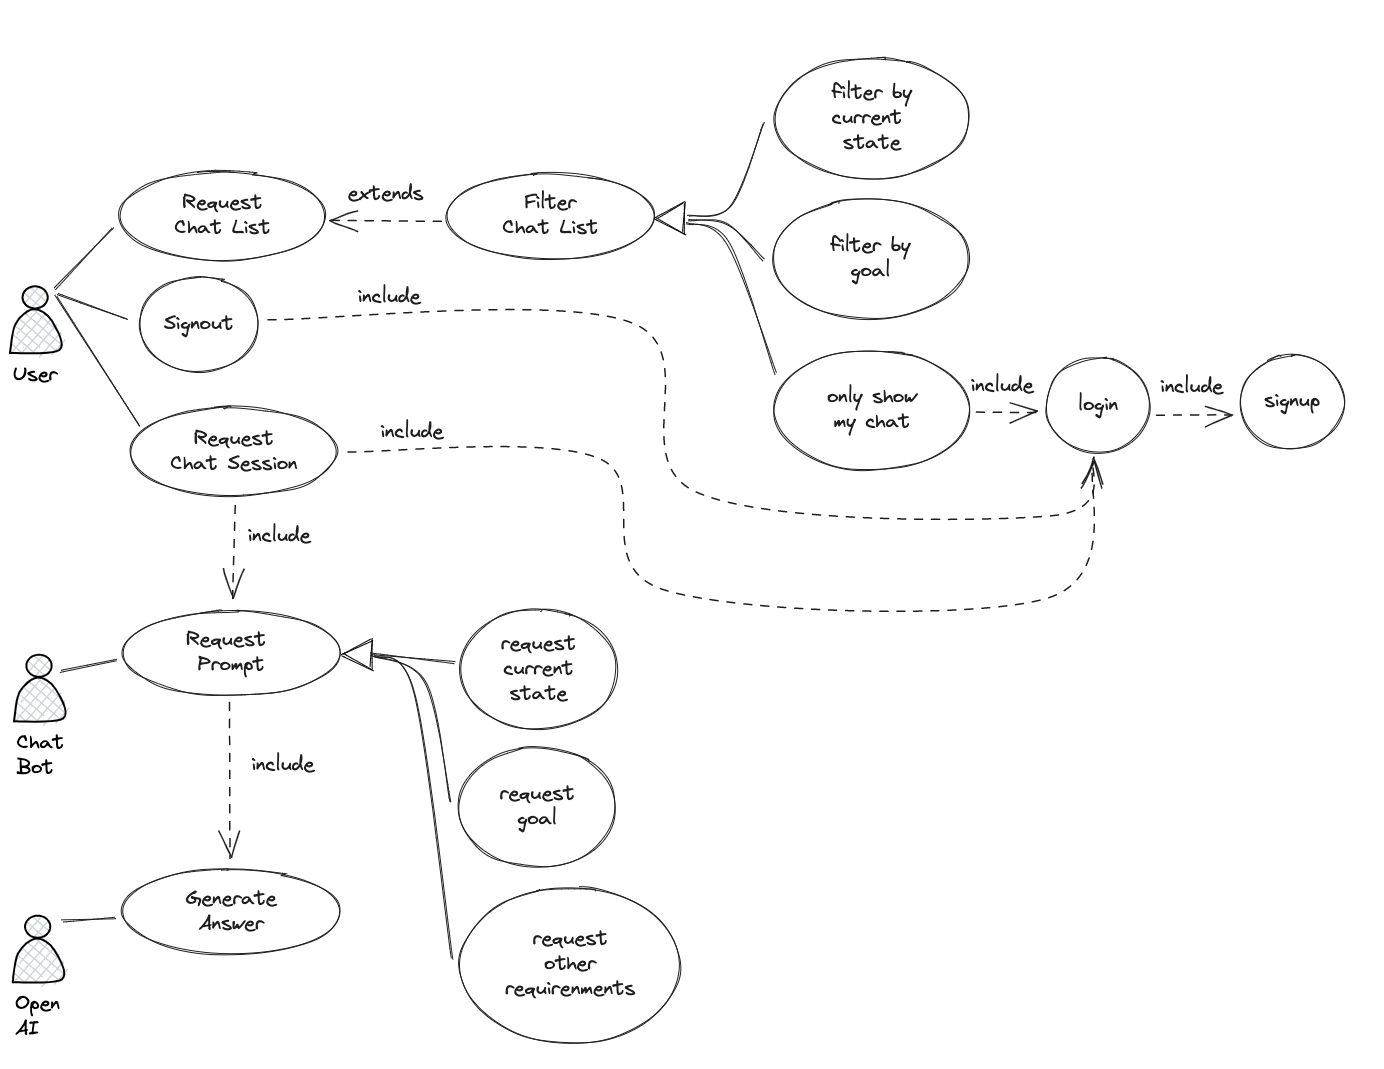 filter by
current
state
Request
Chat List
extends
Filter
Chat List
filter by
goal
include
Signout
User
only show
my chat
include
login
include
signup
Request
Chat Session
include
include
Request
Prompt
request
current
state
Chat
Bot
include
request
goal
Generate
Answer
request
other
requirenments
Open
AI